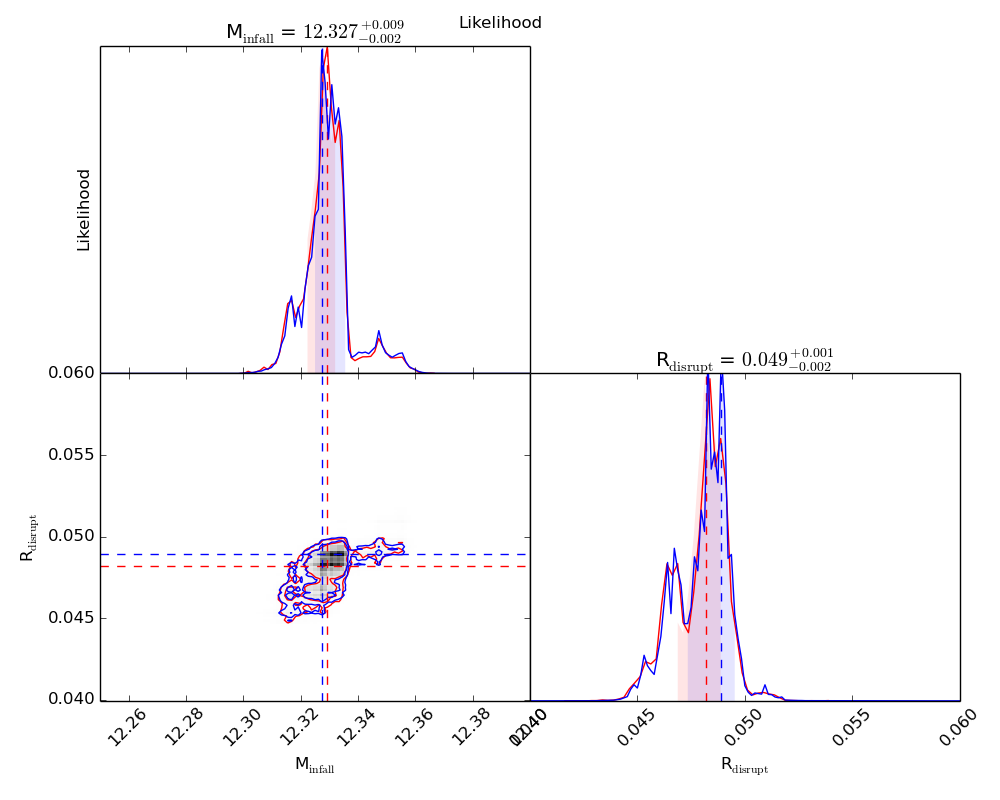 Likelihood
M_infall = 12.327^{+0.009}_{-0.002}
Likelihood
0.060
R_disrupt = 0.049^{+0.001}_{-0.002}
0.055
0.050
R_disrupt
0.045
0.040
12.26 12.28 12.30 12.32 12.34 12.36 12.38 12.40
0.040 0.045 0.050 0.055 0.060
M_infall
R_disrupt